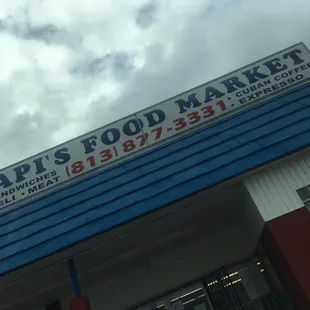 API'S FOOD MARKET
ANDWICHES (813) 877-3331 • CUBAN COFFEE
ELI • MEAT EXPRESSO